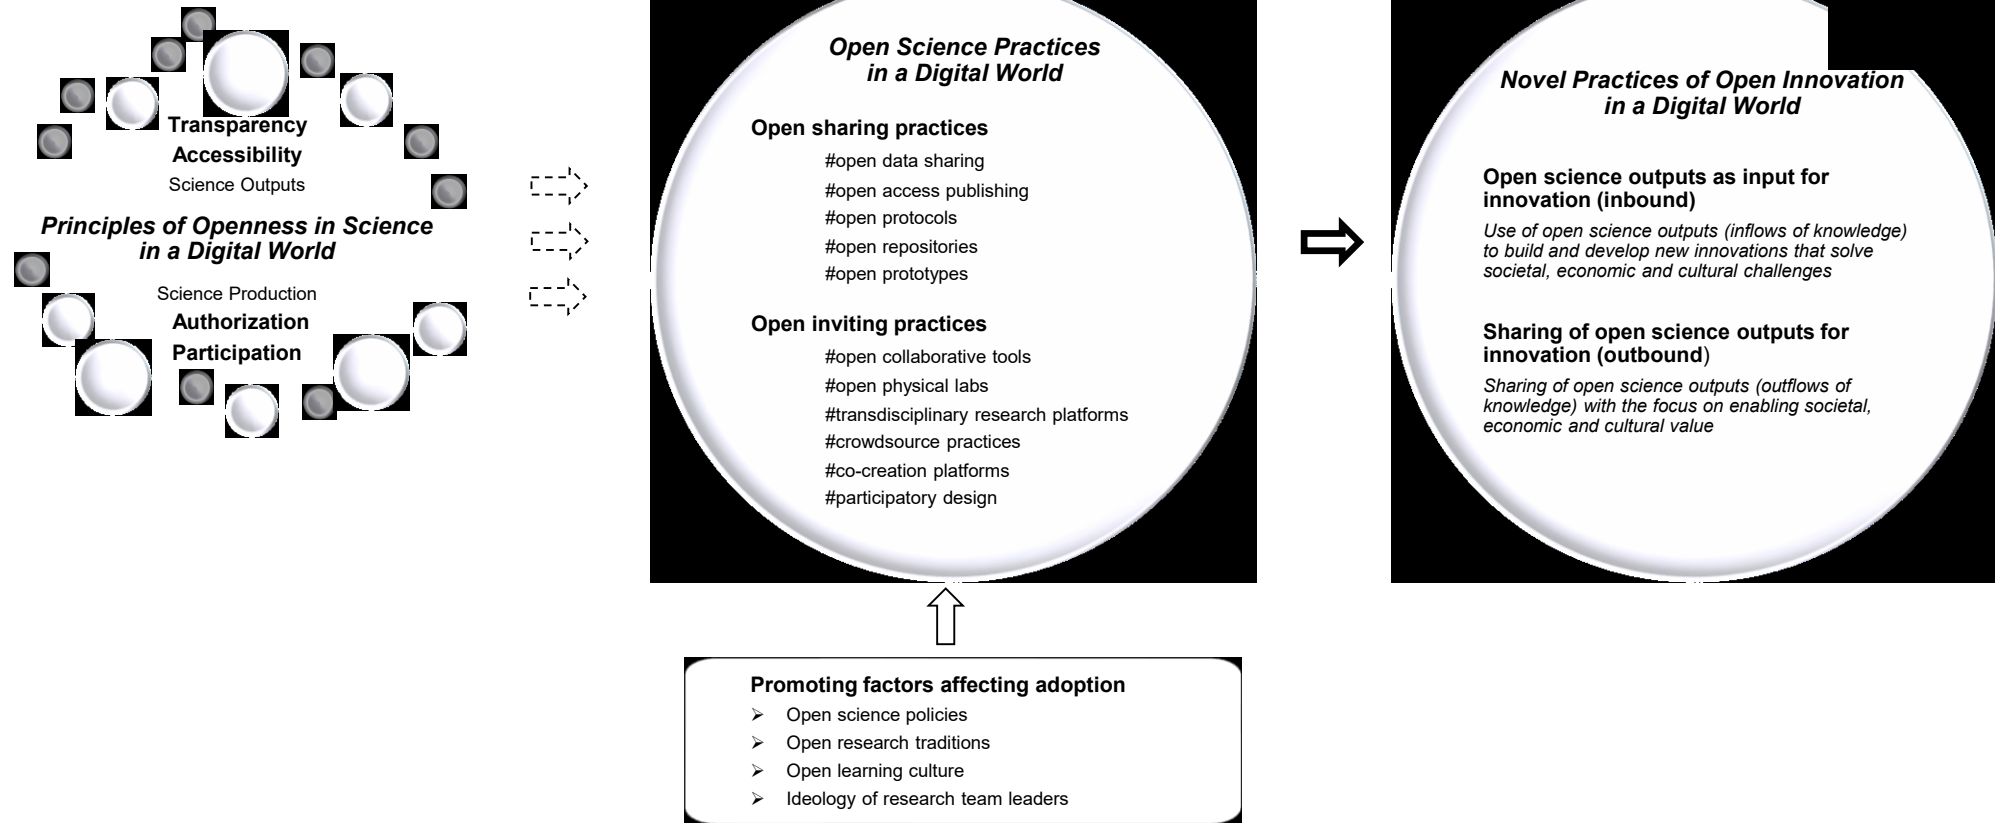 Transparency
Accessibility
Science Outputs
Principles of Openness in Science
in a Digital World
Science Production
Authorization
Participation
Open Science Practices
in a Digital World
Open sharing practices
#open data sharing
#open access publishing
#open protocols
#open repositories
#open prototypes
Open inviting practices
#open collaborative tools
#open physical labs
#transdisciplinary research platforms
#crowdsource practices
#co-creation platforms
#participatory design
Novel Practices of Open Innovation
in a Digital World
Open science outputs as input for
innovation (inbound)
Use of open science outputs (inflows of knowledge)
to build and develop new innovations that solve
societal, economic and cultural challenges
Sharing of open science outputs for
innovation (outbound)
Sharing of open science outputs (outflows of
knowledge) with the focus on enabling societal,
economic and cultural value
Promoting factors affecting adoption
Open science policies
Open research traditions
Open learning culture
Ideology of research team leaders